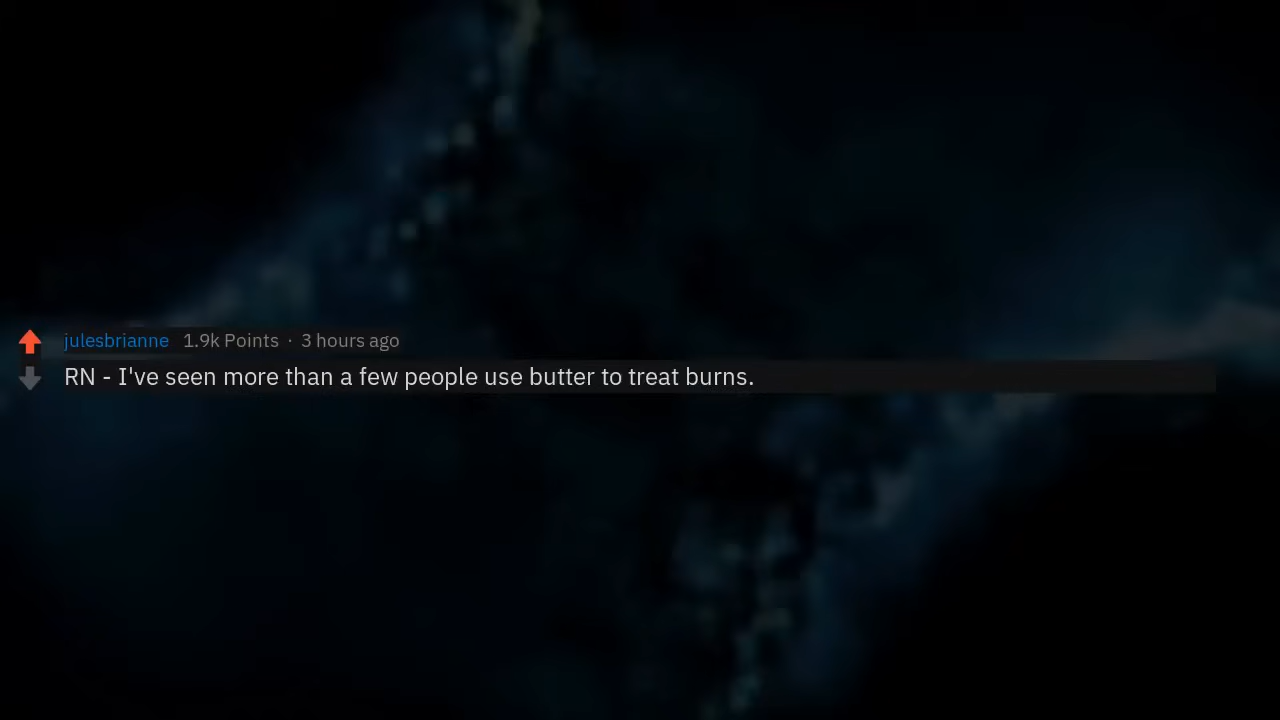 julesbrianne 1.9k Points · 3 hours ago
RN - I've seen more than a few people use butter to treat burns.